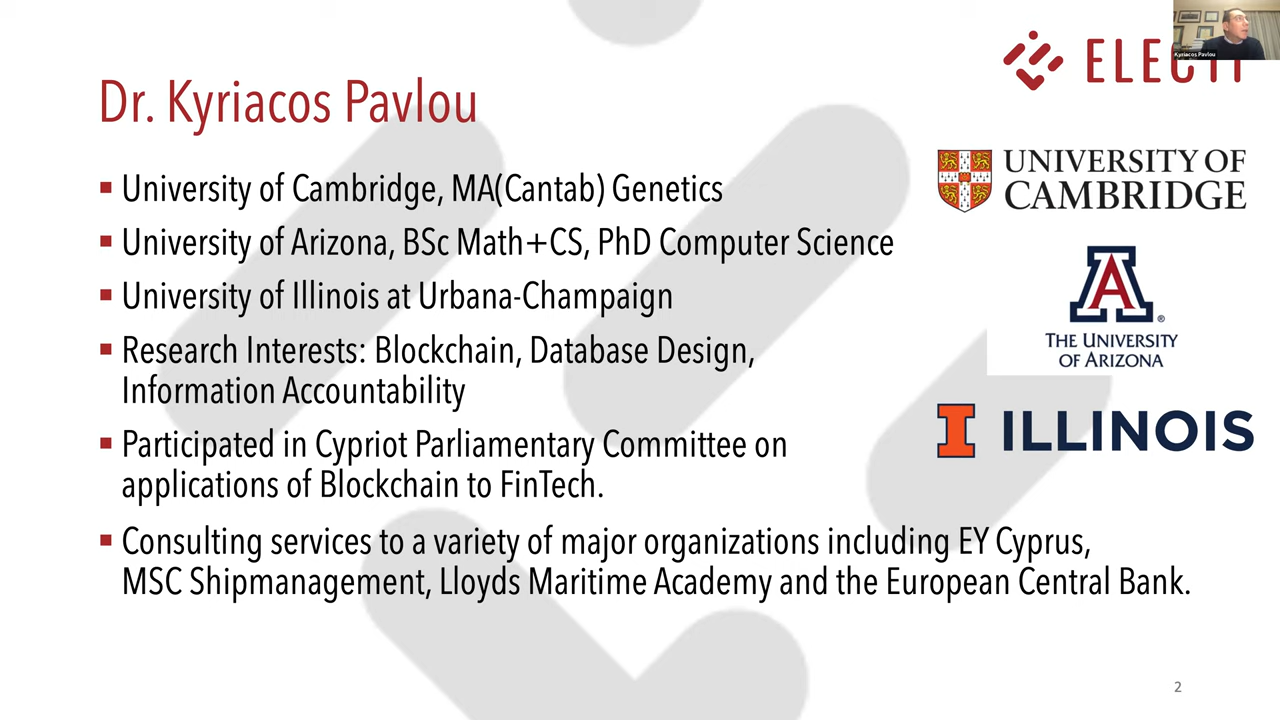 Dr. Kyriacos Pavlou
Kyriacos Pavlou
UNIVERSITY OF
CAMBRIDGE
University of Cambridge, MA(Cantab) Genetics
University of Arizona, BSc Math+CS, PhD Computer Science
University of Illinois at Urbana-Champaign
Research Interests: Blockchain, Database Design,
Information Accountability
Participated in Cypriot Parliamentary Committee on
applications of Blockchain to FinTech.
Consulting services to a variety of major organizations including EY Cyprus,
MSC Shipmanagement, Lloyds Maritime Academy and the European Central Bank.
A
THE UNIVERSITY
OF ARIZONA
I ILLINOIS
2